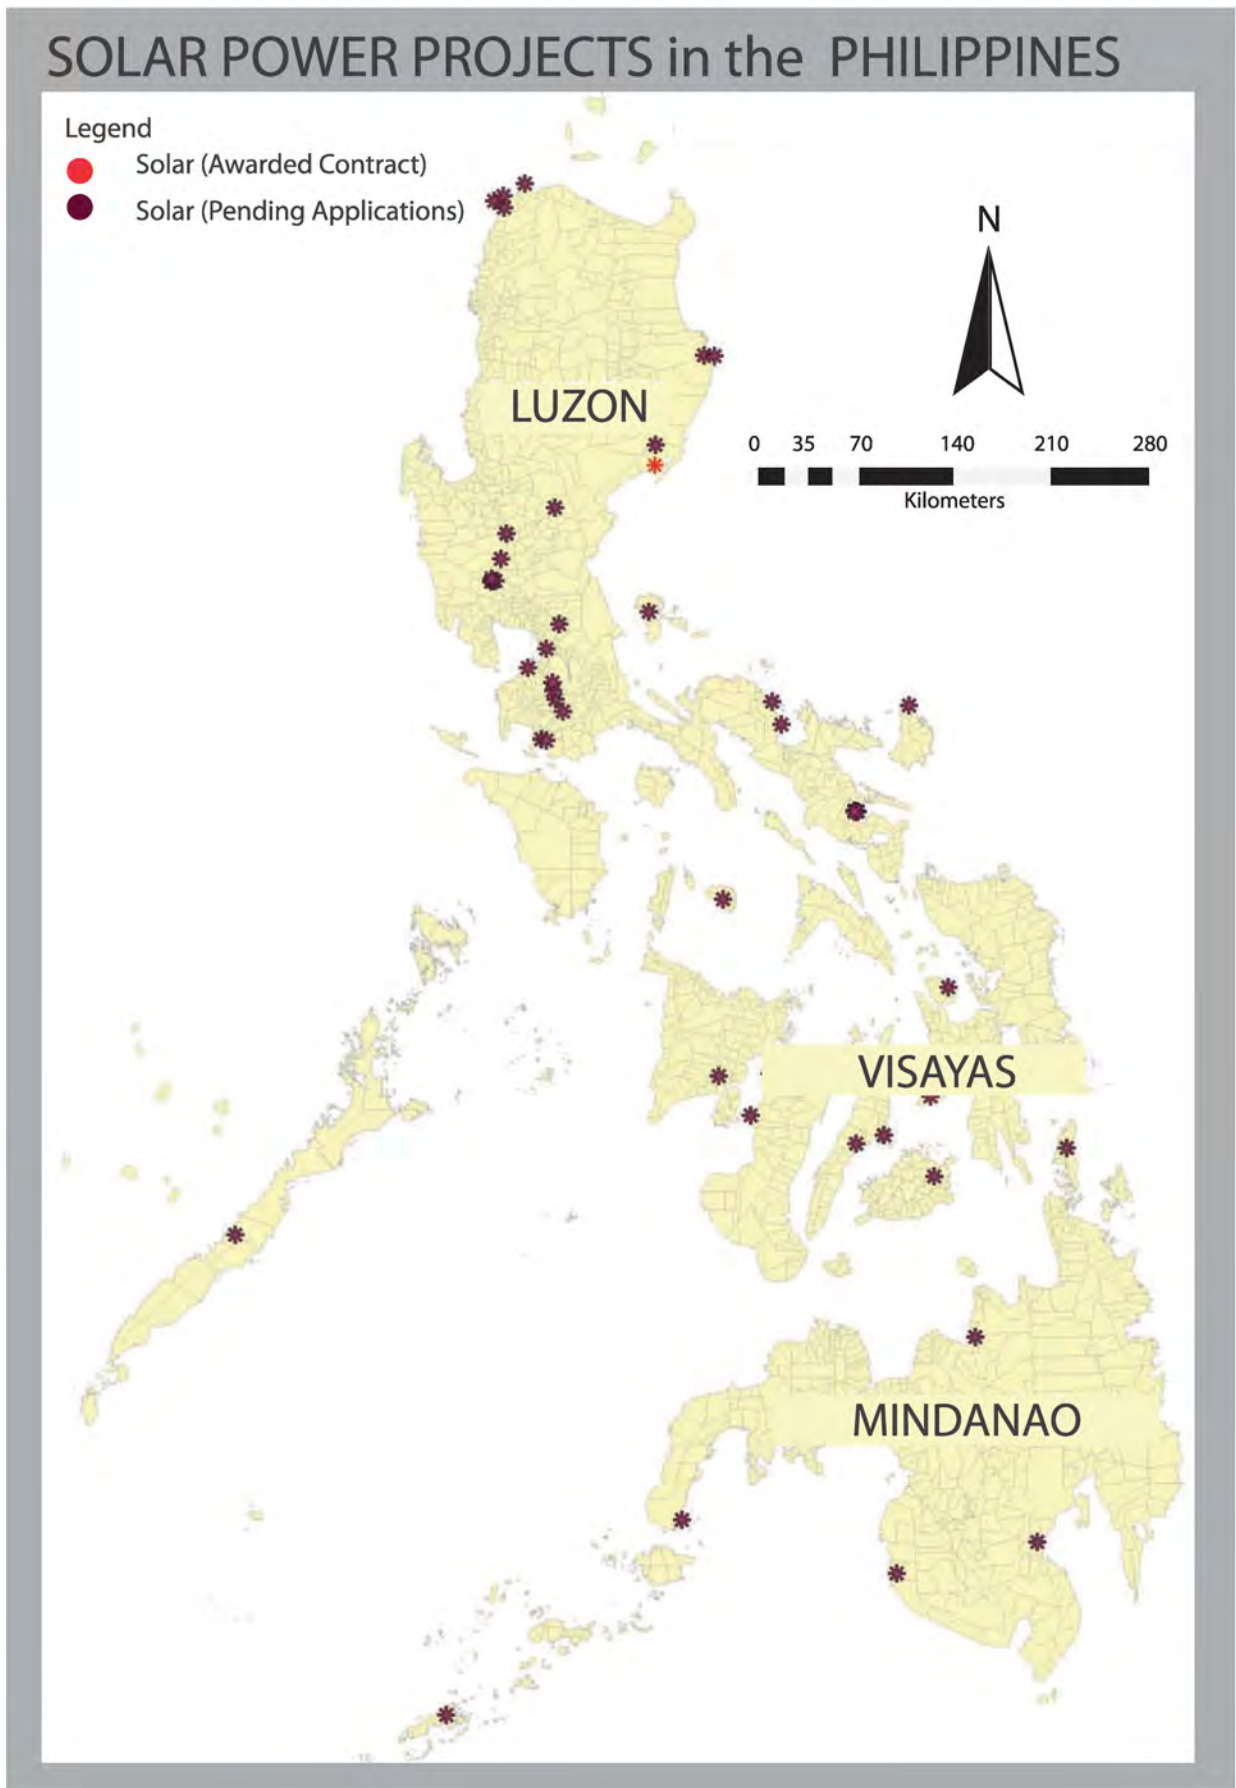 SOLAR POWER PROJECTS in the PHILIPPINES
Legend
Solar (Awarded Contract)
Solar (Pending Applications)
N
LUZON
0 35 70 140 210 280
Kilometers
VISAYAS
MINDANAO